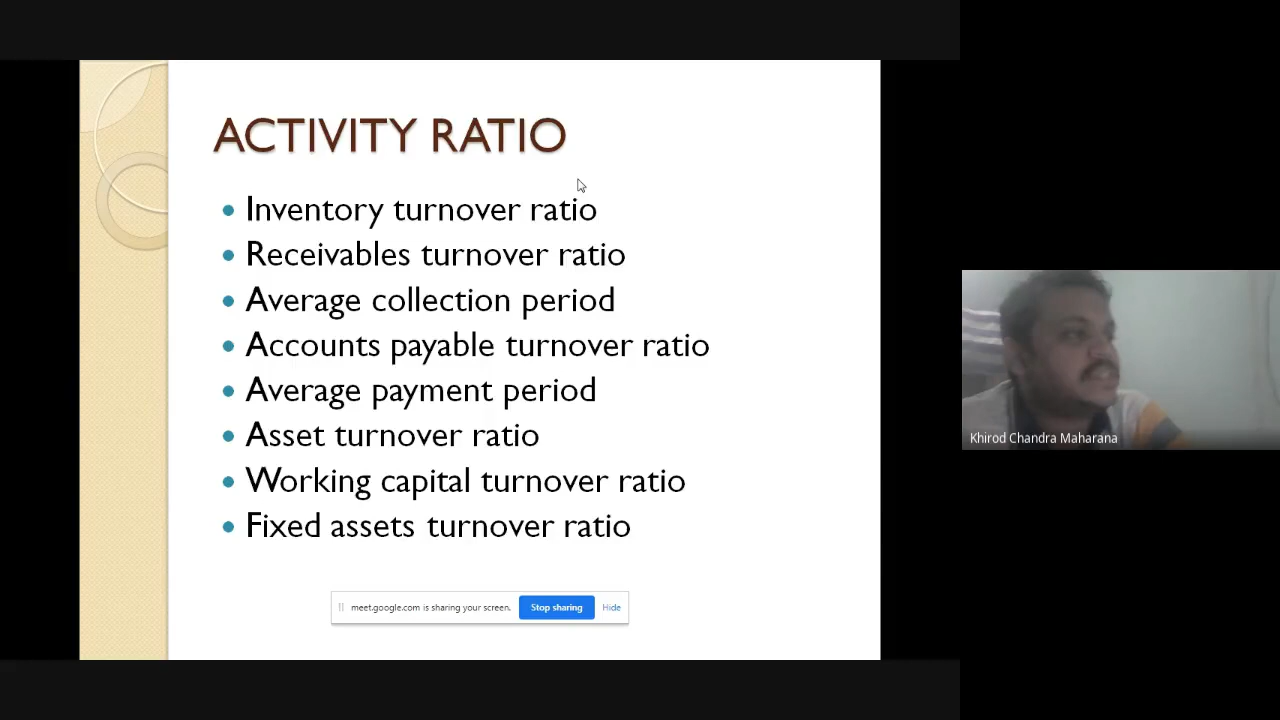 ACTIVITY RATIO
Inventory turnover ratio
Receivables turnover ratio
Average collection period
Accounts payable turnover ratio
Average payment period
Asset turnover ratio
Working capital turnover ratio
Fixed assets turnover ratio
meet.google.com is sharing your screen. Stop sharing Hide
Khirod Chandra Maharana